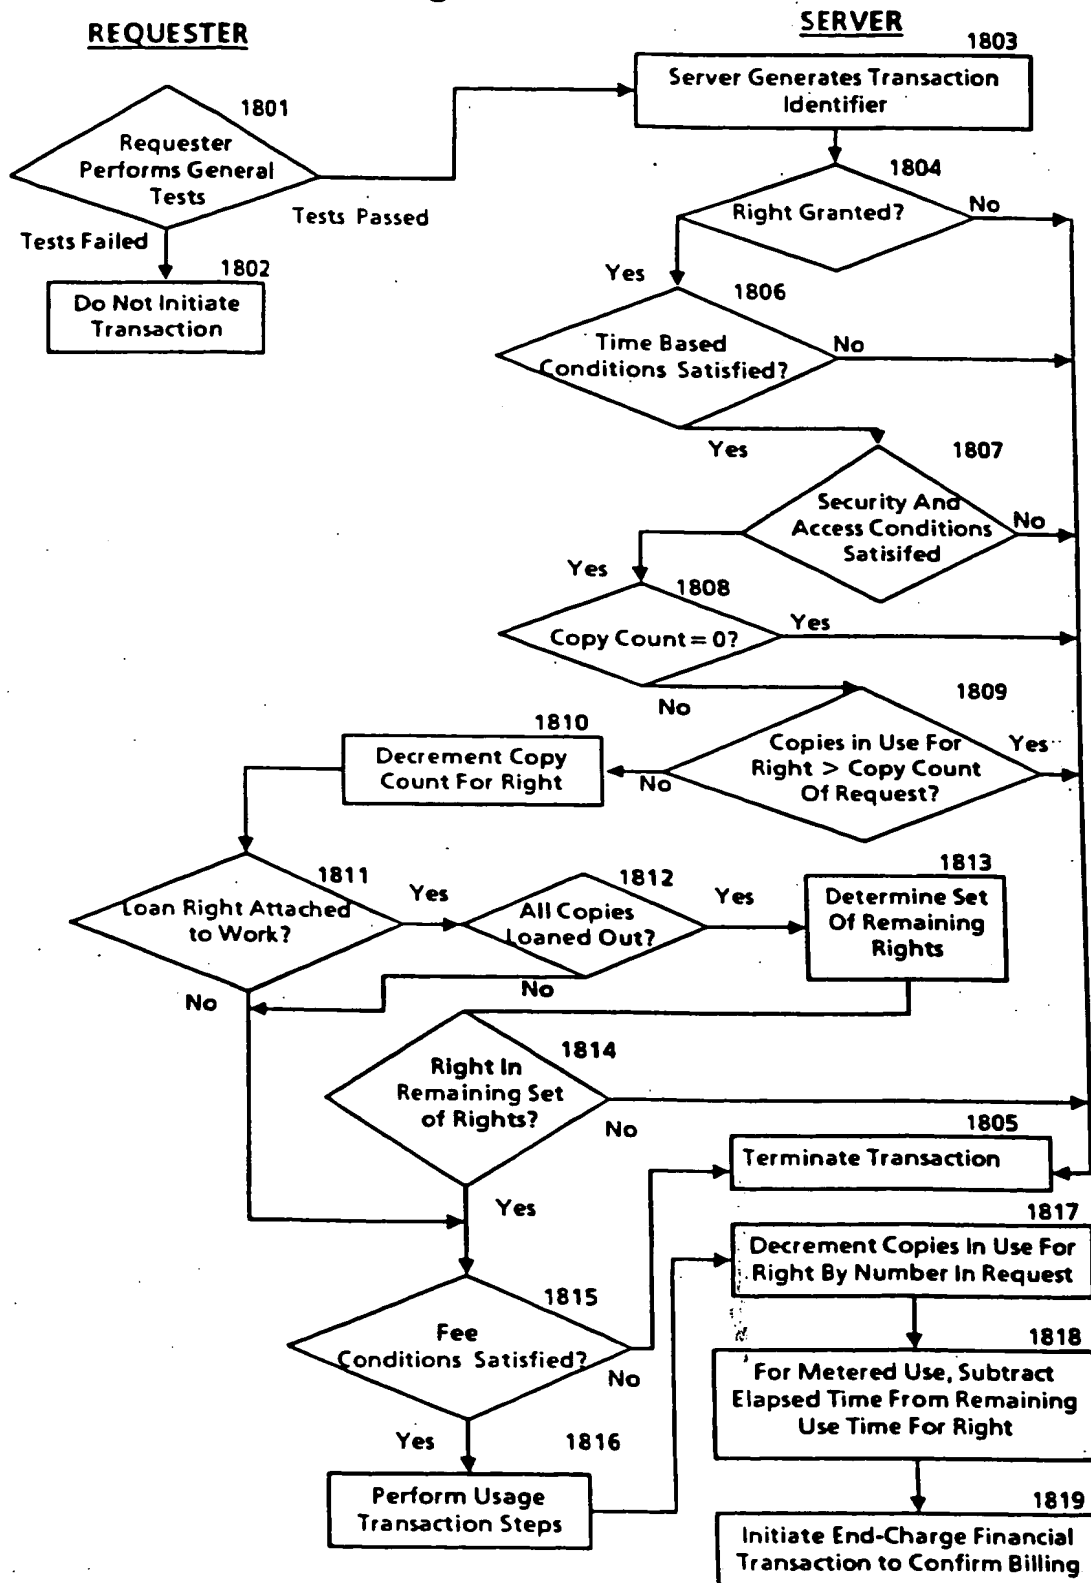 REQUESTER
SERVER
1803
Server Generates Transaction
Identifier
1801
Requester
Performs General
Tests
Tests Passed
Tests Failed
1802
Do Not Initiate
Transaction
1804
Right Granted?
No
Yes
1806
Time Based
Conditions Satisfied?
No
Yes
1807
Security And
Access Conditions
Satisifed
No
Yes
1808
Copy Count = 0?
Yes
No
1809
Copies in Use For
Right > Copy Count
Of Request?
Yes
No
1810
Decrement Copy
Count For Right
1811
Loan Right Attached
to Work?
Yes
No
1812
All Copies
Loaned Out?
Yes
No
1813
Determine Set
Of Remaining
Rights
1814
Right In
Remaining Set
of Rights?
No
Yes
1805
Terminate Transaction
1815
Fee
Conditions Satisfied?
No
Yes
1816
Perform Usage
Transaction Steps
1817
Decrement Copies In Use For
Right By Number In Request
1818
For Metered Use, Subtract
Elapsed Time From Remaining
Use Time For Right
1819
Initiate End-Charge Financial
Transaction to Confirm Billing